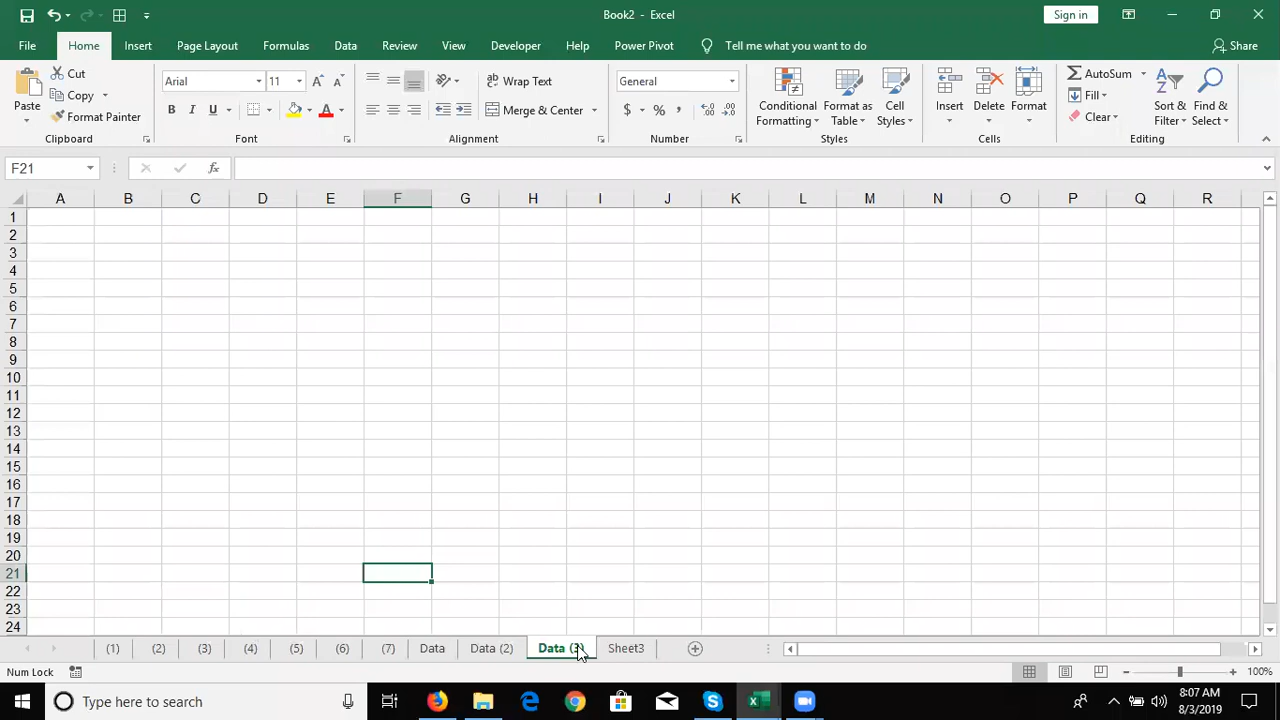 Book2 - Excel
Sign in
File Home Insert Page Layout Formulas Data Review View Developer Help Power Pivot Tell me what you want to do Share
Paste
Cut
Copy
Format Painter
Clipboard
Arial 11
B I U
Font
Wrap Text
Merge & Center
Alignment
General
$ % ,
Number
Conditional Formatting
Format as Table
Cell Styles
Styles
Insert Delete Format
Cells
AutoSum
Fill
Clear
Sort & Filter
Find & Select
Editing
F21
fx
A B C D E F G H I J K L M N O P Q R
1
2
3
4
5
6
7
8
9
10
11
12
13
14
15
16
17
18
19
20
21
22
23
24
(1) (2) (3) (4) (5) (6) (7) Data Data (2) Data (3) Sheet3
Num Lock 100%
Type here to search
8:07 AM
8/3/2019